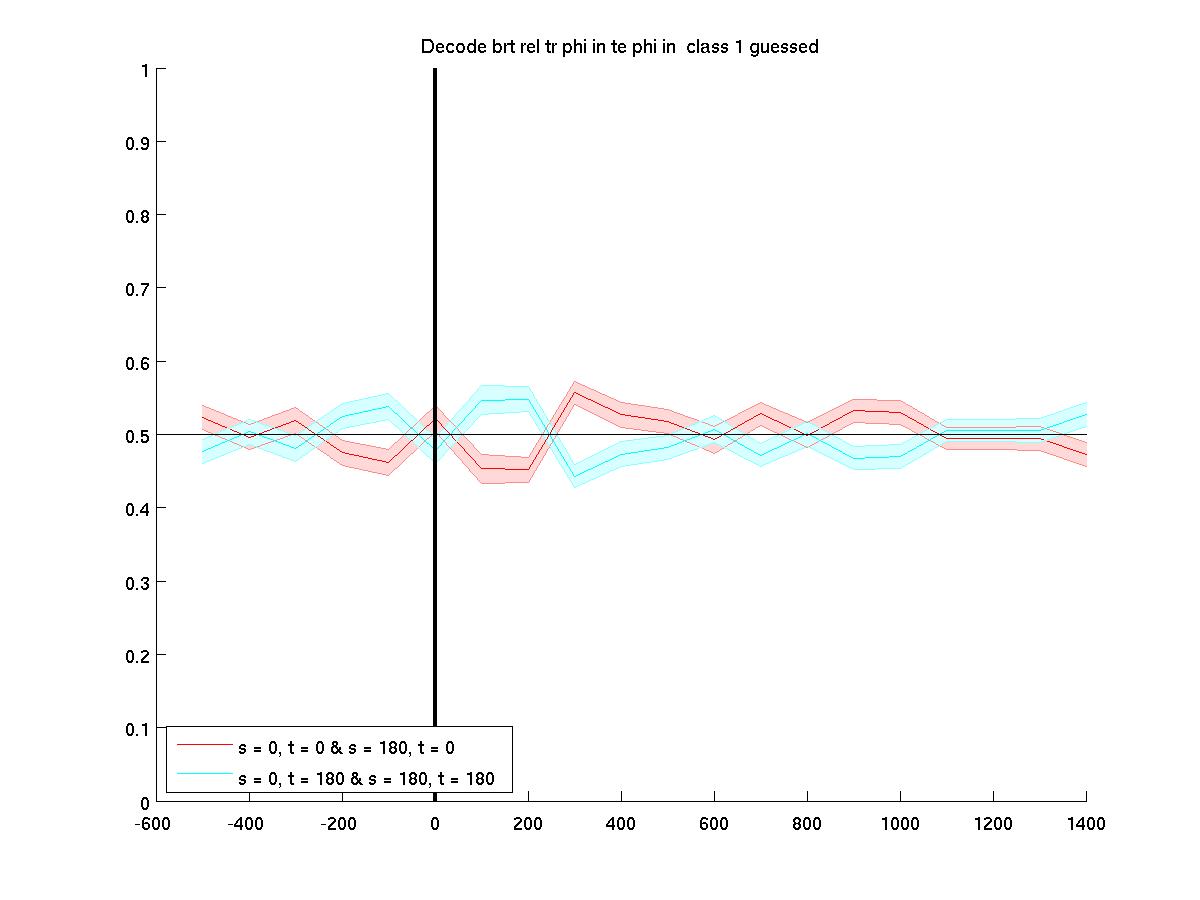 Decode brt rel tr phi in te phi in  class 1 guessed
1
0.9
0.8
0.7
0.6
0.5
0.4
0.3
0.2
0.1
0
s = 0, t = 0 & s = 180, t = 0
s = 0, t = 180 & s = 180, t = 180
-600 -400 -200 0 200 400 600 800 1000 1200 1400